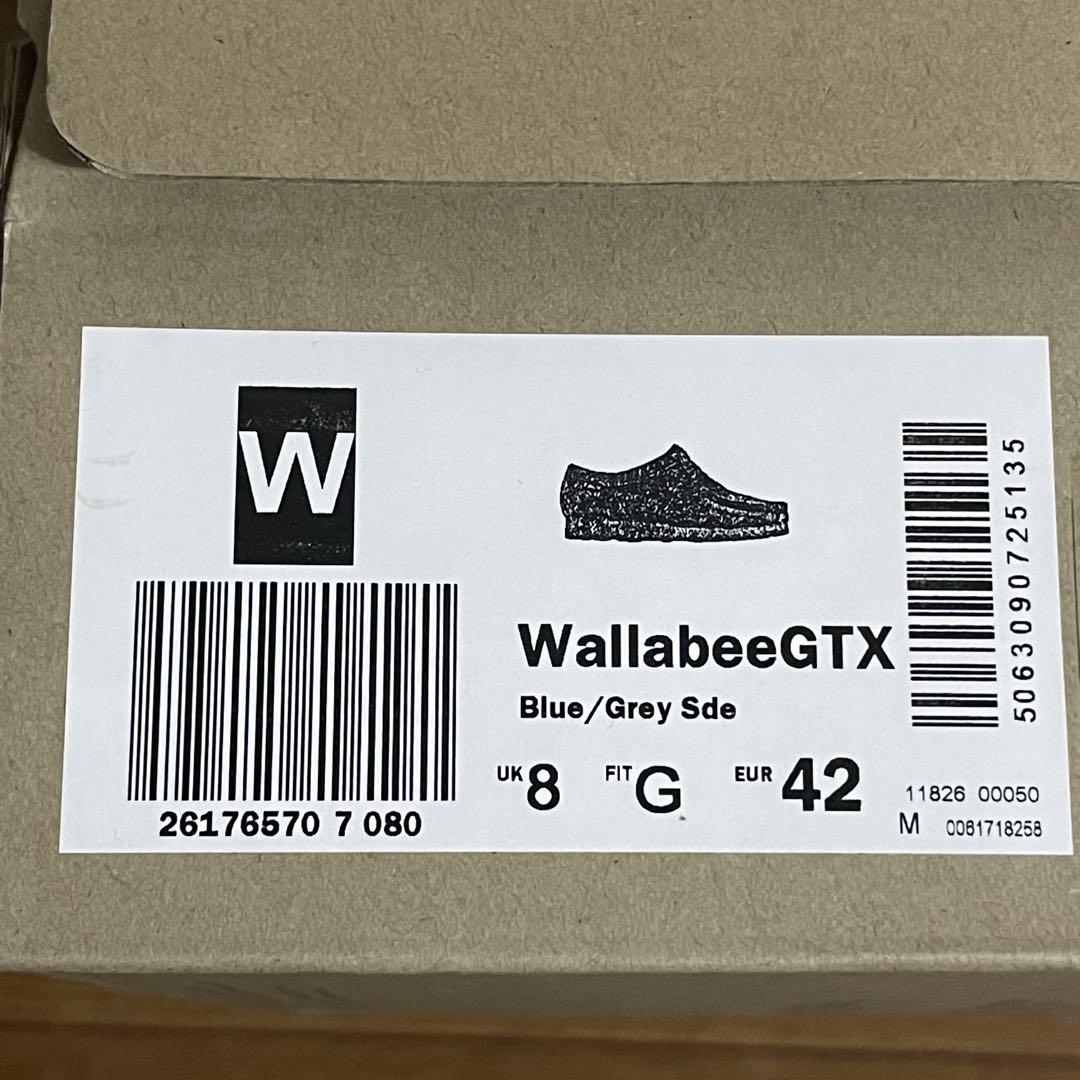 W
26176570 7 080
WallabeeGTX
Blue/Grey Sde
UK 8 FIT G EUR 42
5063090725135
11826 00050
M 0081718258